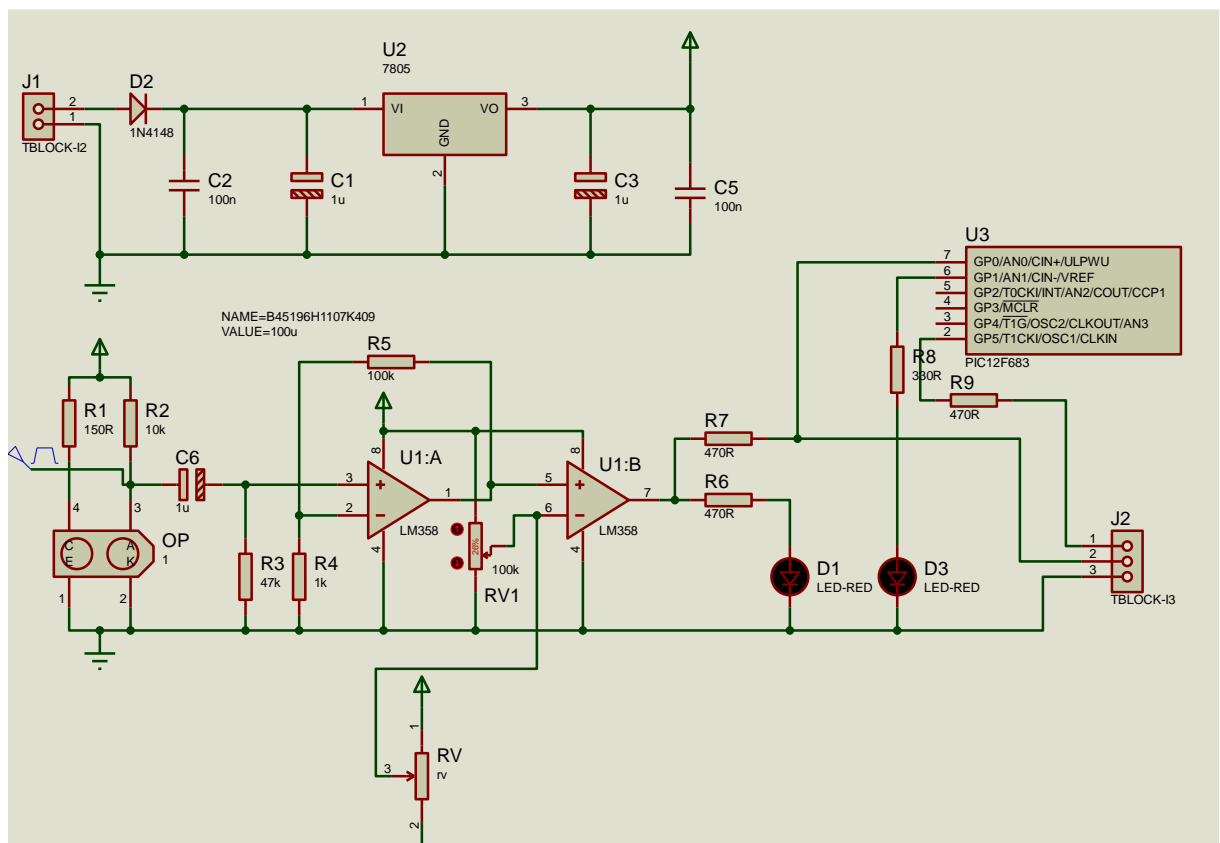 U2
7805
J1
2
1
TBLOCK-I2
D2
1N4148
1
VI
VO
3
GND
2
C2
100n
C1
1u
C3
1u
C5
100n
U3
7
GP0/AN0/CIN+/ULPWU
6
GP1/AN1/CIN-/VREF
5
GP2/T0CKI/INT/AN2/COUT/CCP1
4
GP3/MCLR
3
GP4/T1G/OSC2/CLKOUT/AN3
2
GP5/T1CKI/OSC1/CLKIN
PIC12F683
NAME=B45196H1107K409
VALUE=100u
R5
100k
R1
150R
R2
10k
C6
1u
4
3
C
E
A
K
OP
1
1
2
R3
47k
R4
1k
3
2
8
4
1
U1:A
LM358
26%
100k
RV1
5
6
8
4
7
U1:B
LM358
R7
470R
R6
470R
R8
330R
R9
470R
D1
LED-RED
D3
LED-RED
J2
1
2
3
TBLOCK-I3
1
3
RV
rv
2